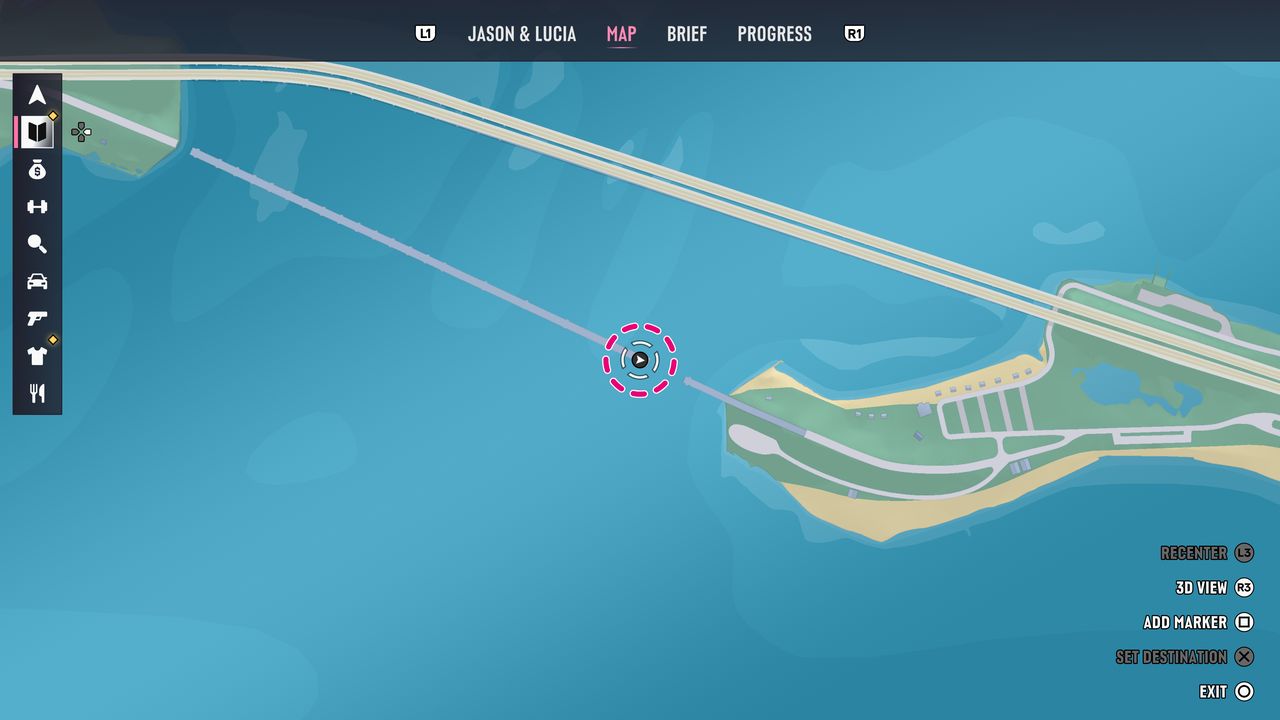 L1 JASON & LUCIA MAP BRIEF PROGRESS R1
$
RECENTER L3
3D VIEW R3
ADD MARKER
SET DESTINATION
EXIT